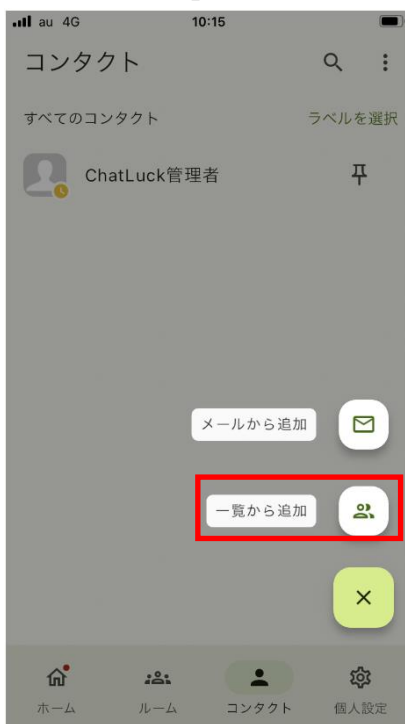 au 4G 10:15
コンタクト
すべてのコンタクト ラベルを選択
ChatLuck管理者
メールから追加
一覧から追加
ホーム ルーム コンタクト 個人設定